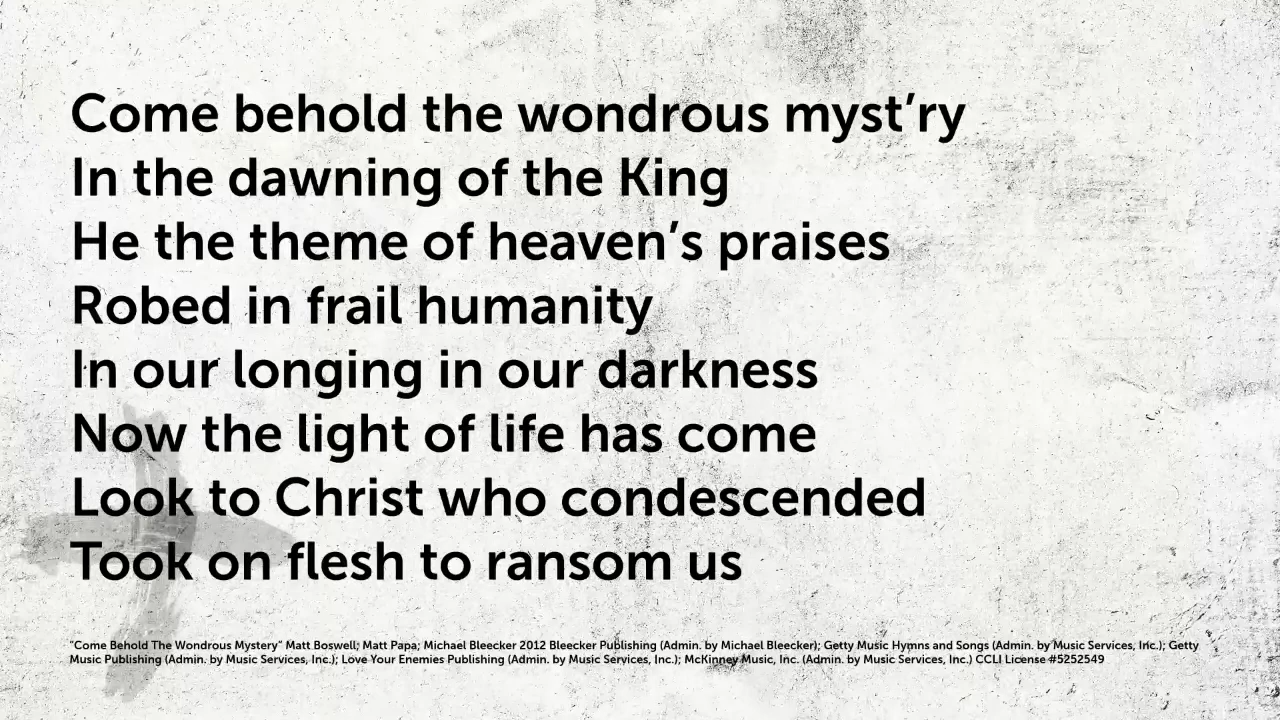 Come behold the wondrous myst’ry
In the dawning of the King
He the theme of heaven’s praises
Robed in frail humanity
In our longing in our darkness
Now the light of life has come
Look to Christ who condescended
Took on flesh to ransom us
“Come Behold The Wondrous Mystery” Matt Boswell; Matt Papa; Michael Bleecker 2012 Bleecker Publishing (Admin. by Michael Bleecker); Getty Music Hymns and Songs (Admin. by Music Services, Inc.); Getty
Music Publishing (Admin. by Music Services, Inc.); Love Your Enemies Publishing (Admin. by Music Services, Inc.); McKinney Music, Inc. (Admin. by Music Services, Inc.) CCLI License #5252549